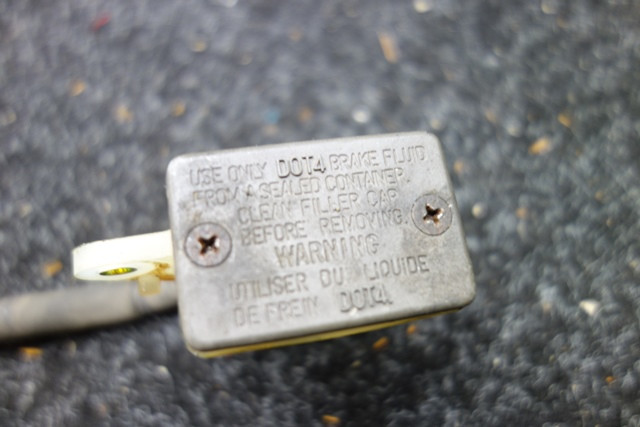 USE ONLY DOT4 BRAKE FLUID
FROM A SEALED CONTAINER
CLEAN FILLER CAP
BEFORE REMOVING.
WARNING
UTILISER DU LIQUIDE
DE FREIN DOT4